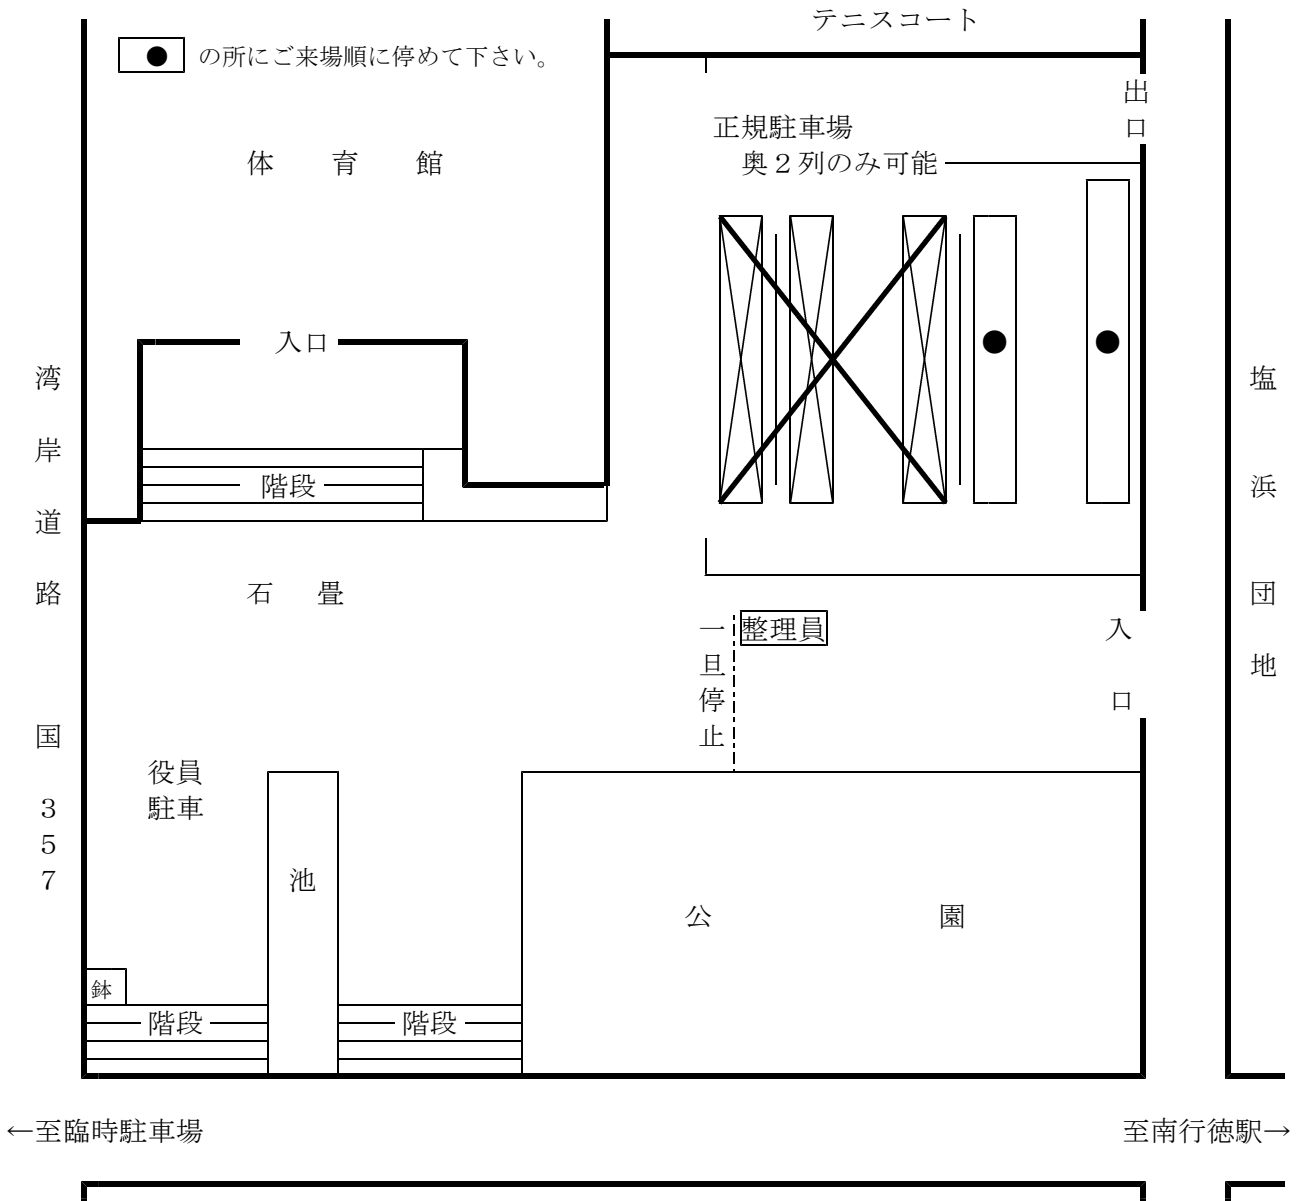 テニスコート
●の所にご来場順に停めて下さい。
出口
正規駐車場
奥２列のみ可能
体 育 館
入口
湾岸道路 国３５７
塩浜団地
階段
石 畳
整理員
一旦停止
入口
役員
駐車
池
公 園
鉢
階段
階段
←至臨時駐車場
至南行徳駅→